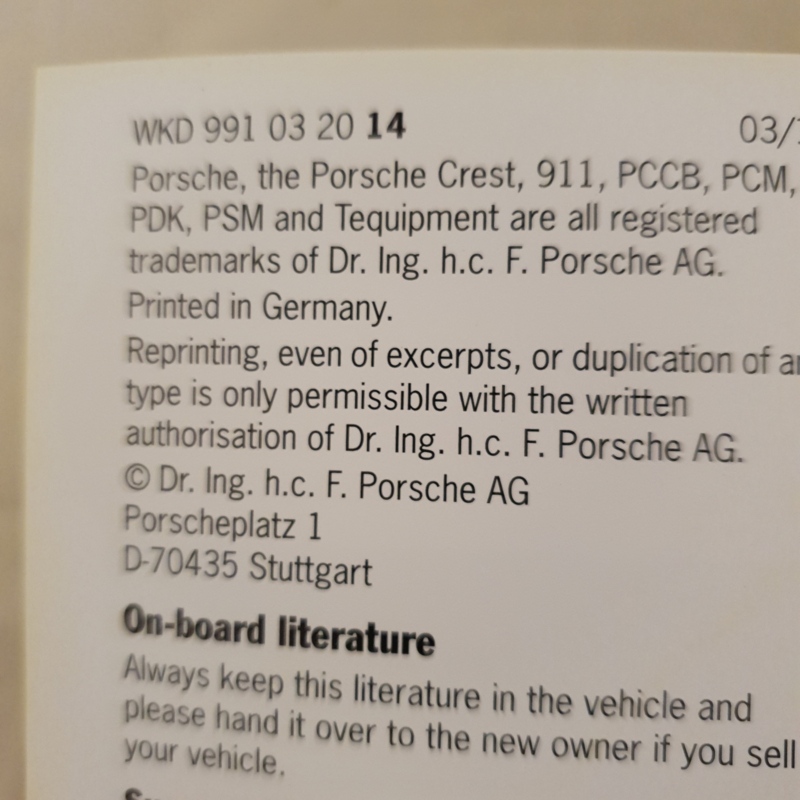 WKD 991 03 20 14 03/
Porsche, the Porsche Crest, 911, PCCB, PCM,
PDK, PSM and Tequipment are all registered
trademarks of Dr. Ing. h.c. F. Porsche AG.
Printed in Germany.
Reprinting, even of excerpts, or duplication of
type is only permissible with the written
authorisation of Dr. Ing. h.c. F. Porsche AG.
© Dr. Ing. h.c. F. Porsche AG
Porscheplatz 1
D-70435 Stuttgart
On-board literature
Always keep this literature in the vehicle and
please hand it over to the new owner if you sell
your vehicle.